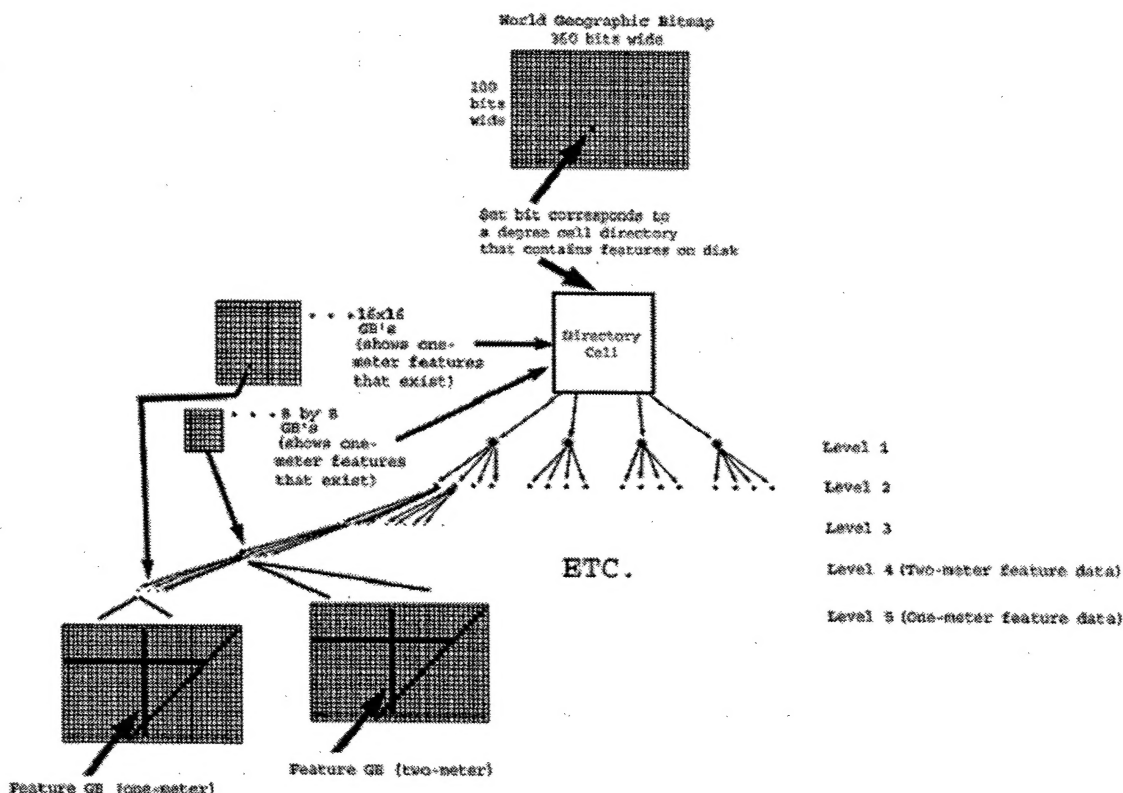 World Geographic Bitmap
360 bits wide
100
bits
wide
Set bit corresponds to
a degree cell directory
that contains features on disk
16x16
GB's
(shows one-
meter features
that exist)
Directory
Cell
8 by 8
GB's
(shows one-
meter features
that exist)
Level 1
Level 2
Level 3
ETC.
Level 4 (Two-meter feature data)
Level 5 (One-meter feature data)
Feature GB (two-meter)
Feature GB (one-meter)